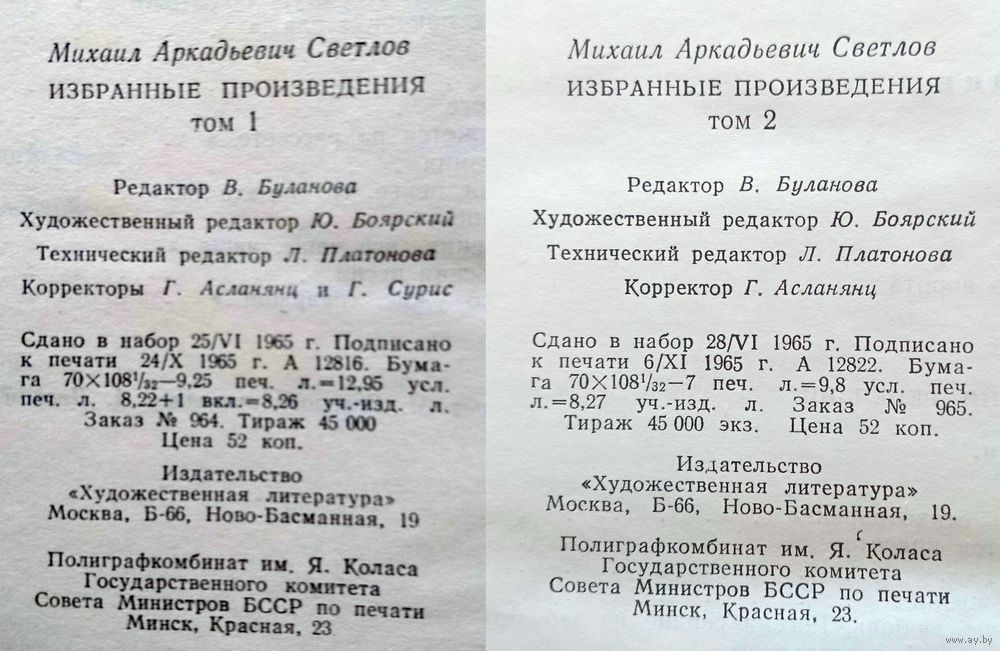 Михаил Аркадьевич Светлов
ИЗБРАННЫЕ ПРОИЗВЕДЕНИЯ
том 1
Редактор В. Буланова
Художественный редактор Ю. Боярский
Технический редактор Л. Платонова
Корректоры Г. Асланянц и Г. Сурис
Сдано в набор 25/VI 1965 г. Подписано
к печати 24/X 1965 г. А 12816. Бума-
га 70×108 1/32—9,25 печ. л.=12,95 усл.
печ. л. 8,22+1 вкл.=8,26 уч.-изд. л.
Заказ № 964. Тираж 45 000
Цена 52 коп.
Издательство
«Художественная литература»
Москва, Б-66, Ново-Басманная, 19
Полиграфкомбинат им. Я. Коласа
Государственного комитета
Совета Министров БССР по печати
Минск, Красная, 23
Михаил Аркадьевич Светлов
ИЗБРАННЫЕ ПРОИЗВЕДЕНИЯ
том 2
Редактор В. Буланова
Художественный редактор Ю. Боярский
Технический редактор Л. Платонова
Корректор Г. Асланянц
Сдано в набор 28/VI 1965 г. Подписано
к печати 6/XI 1965 г. А 12822. Бума-
га 70×108 1/32—7 печ. л.=9,8 усл. печ.
л.=8,27 уч.-изд. л. Заказ № 965.
Тираж 45 000 экз. Цена 52 коп.
Издательство
«Художественная литература»
Москва, Б-66, Ново-Басманная, 19.
Полиграфкомбинат им. Я. Коласа
Государственного комитета
Совета Министров БССР по печати
Минск, Красная, 23.
www.ay.by